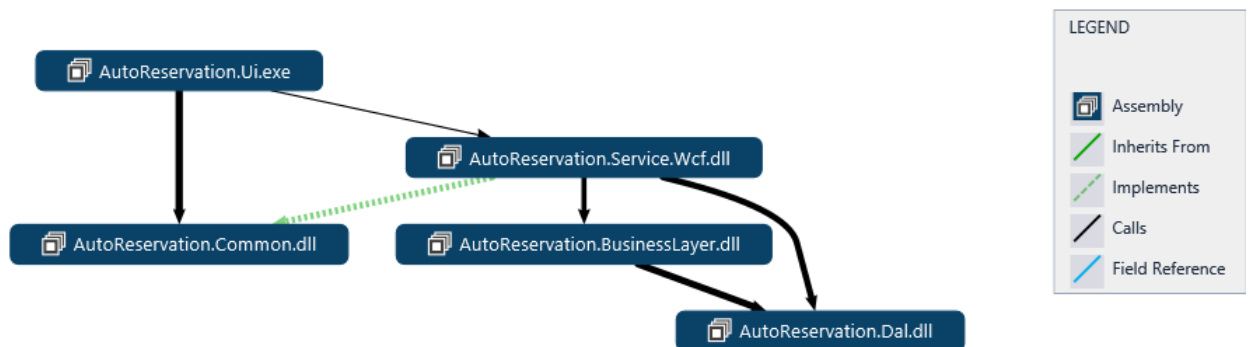 AutoReservation.Ui.exe
AutoReservation.Service.Wcf.dll
AutoReservation.Common.dll
AutoReservation.BusinessLayer.dll
AutoReservation.Dal.dll
LEGEND
Assembly
Inherits From
Implements
Calls
Field Reference